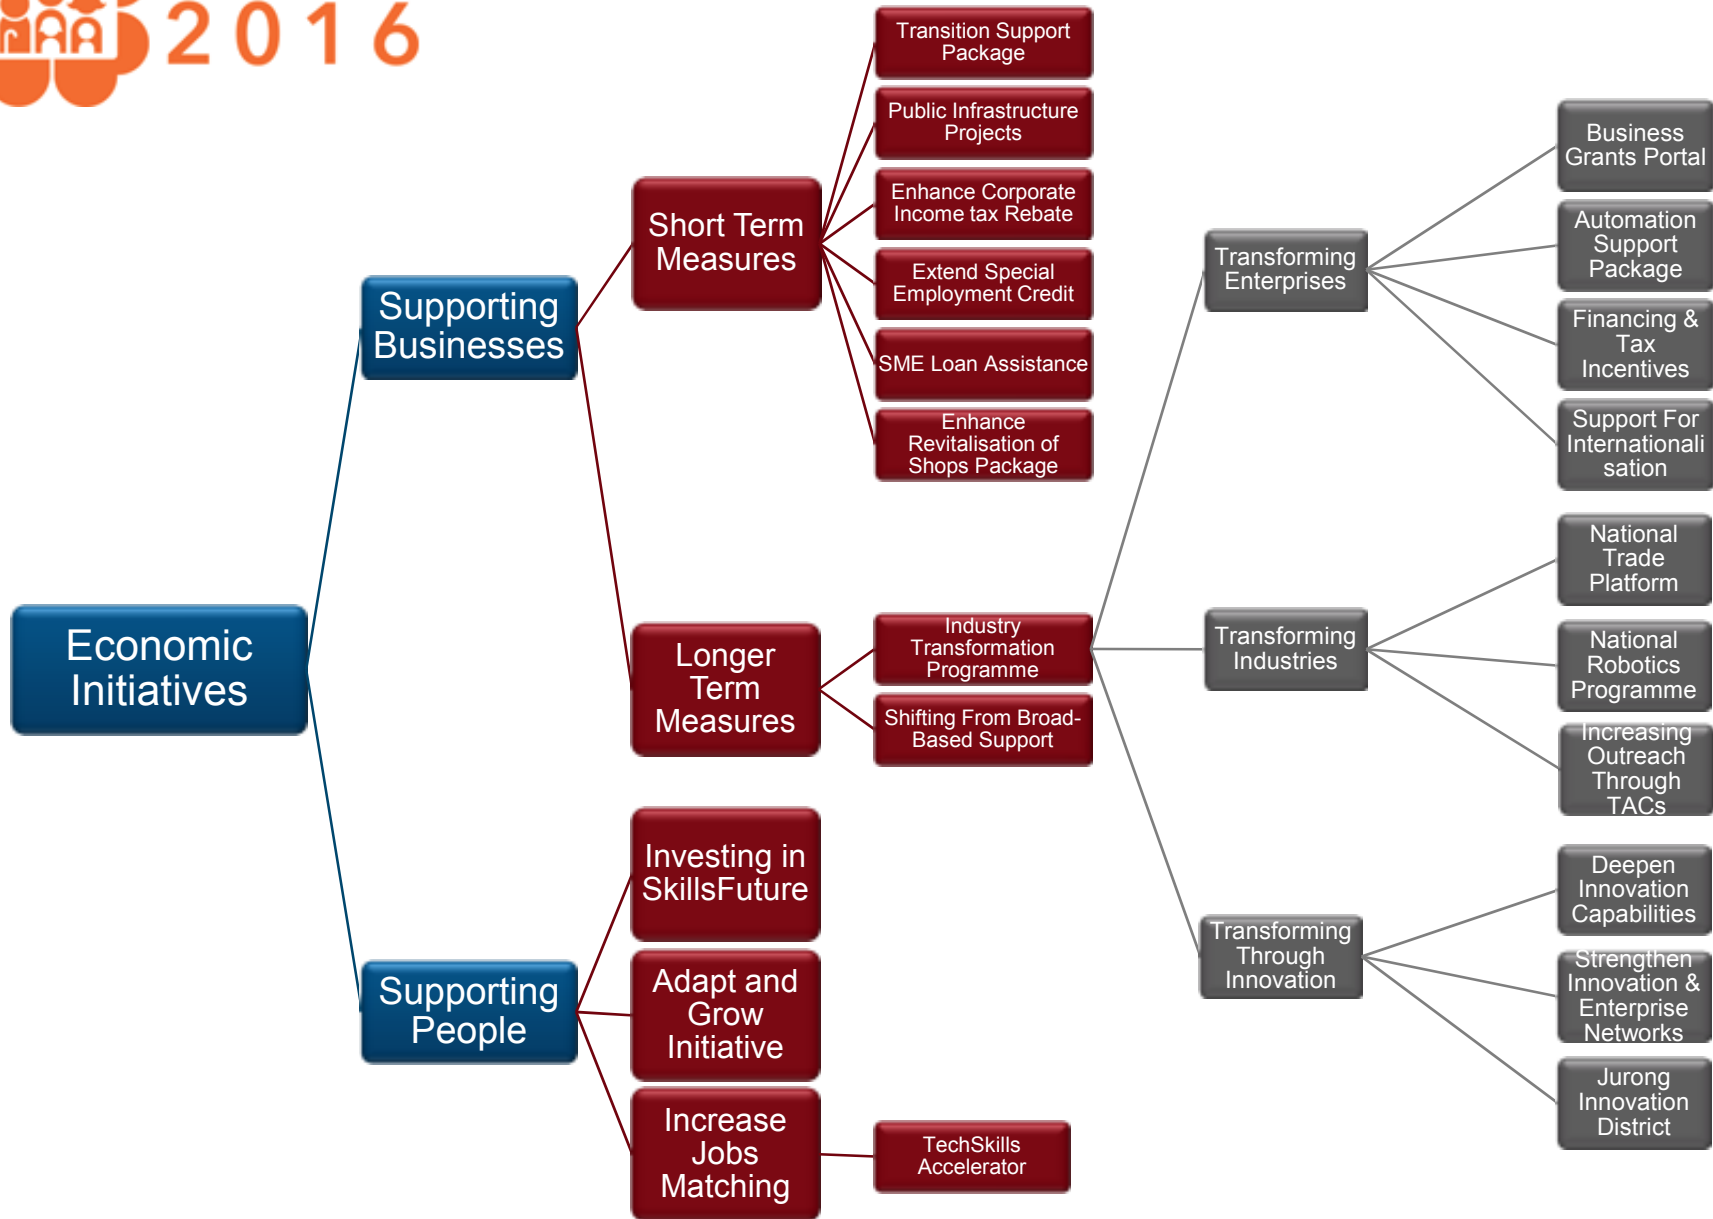 2016
Economic
Initiatives
Supporting
Businesses
Short Term
Measures
Transition Support
Package
Public Infrastructure
Projects
Enhance Corporate
Income tax Rebate
Extend Special
Employment Credit
SME Loan Assistance
Enhance
Revitalisation of
Shops Package
Longer
Term
Measures
Industry
Transformation
Programme
Transforming
Enterprises
Business
Grants Portal
Automation
Support
Package
Financing &
Tax
Incentives
Support For
Internationali
sation
Transforming
Industries
National
Trade
Platform
National
Robotics
Programme
Increasing
Outreach
Through
TACs
Transforming
Through
Innovation
Deepen
Innovation
Capabilities
Strengthen
Innovation &
Enterprise
Networks
Jurong
Innovation
District
Shifting From Broad-
Based Support
Supporting
People
Investing in
SkillsFuture
Adapt and
Grow
Initiative
Increase
Jobs
Matching
TechSkills
Accelerator